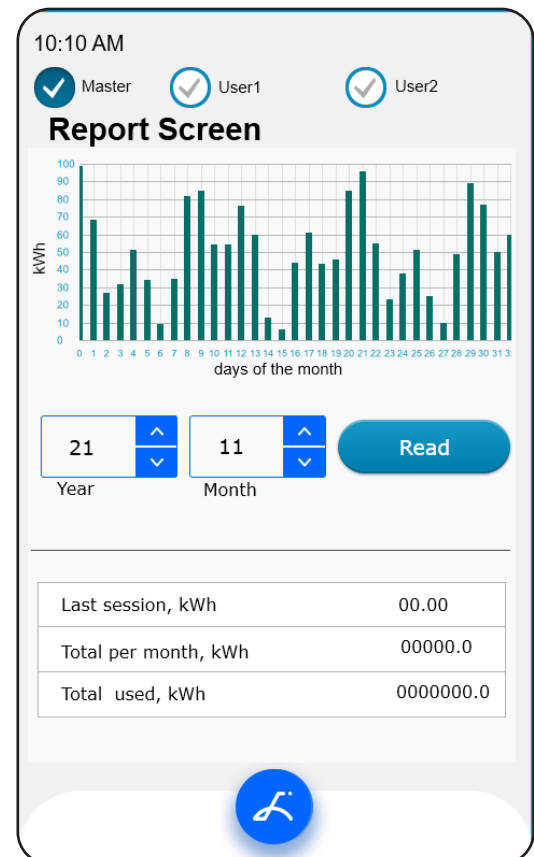 10:10 AM
Master User1 User2
Report Screen
100
90
80
70
60
50
40
30
20
10
0
kWh
0 1 2 3 4 5 6 7 8 9 10 11 12 13 14 15 16 17 18 19 20 21 22 23 24 25 26 27 28 29 30 31
days of the month
21 11 Read
Year Month
Last session, kWh 00.00
Total per month, kWh 00000.0
Total used, kWh 0000000.0